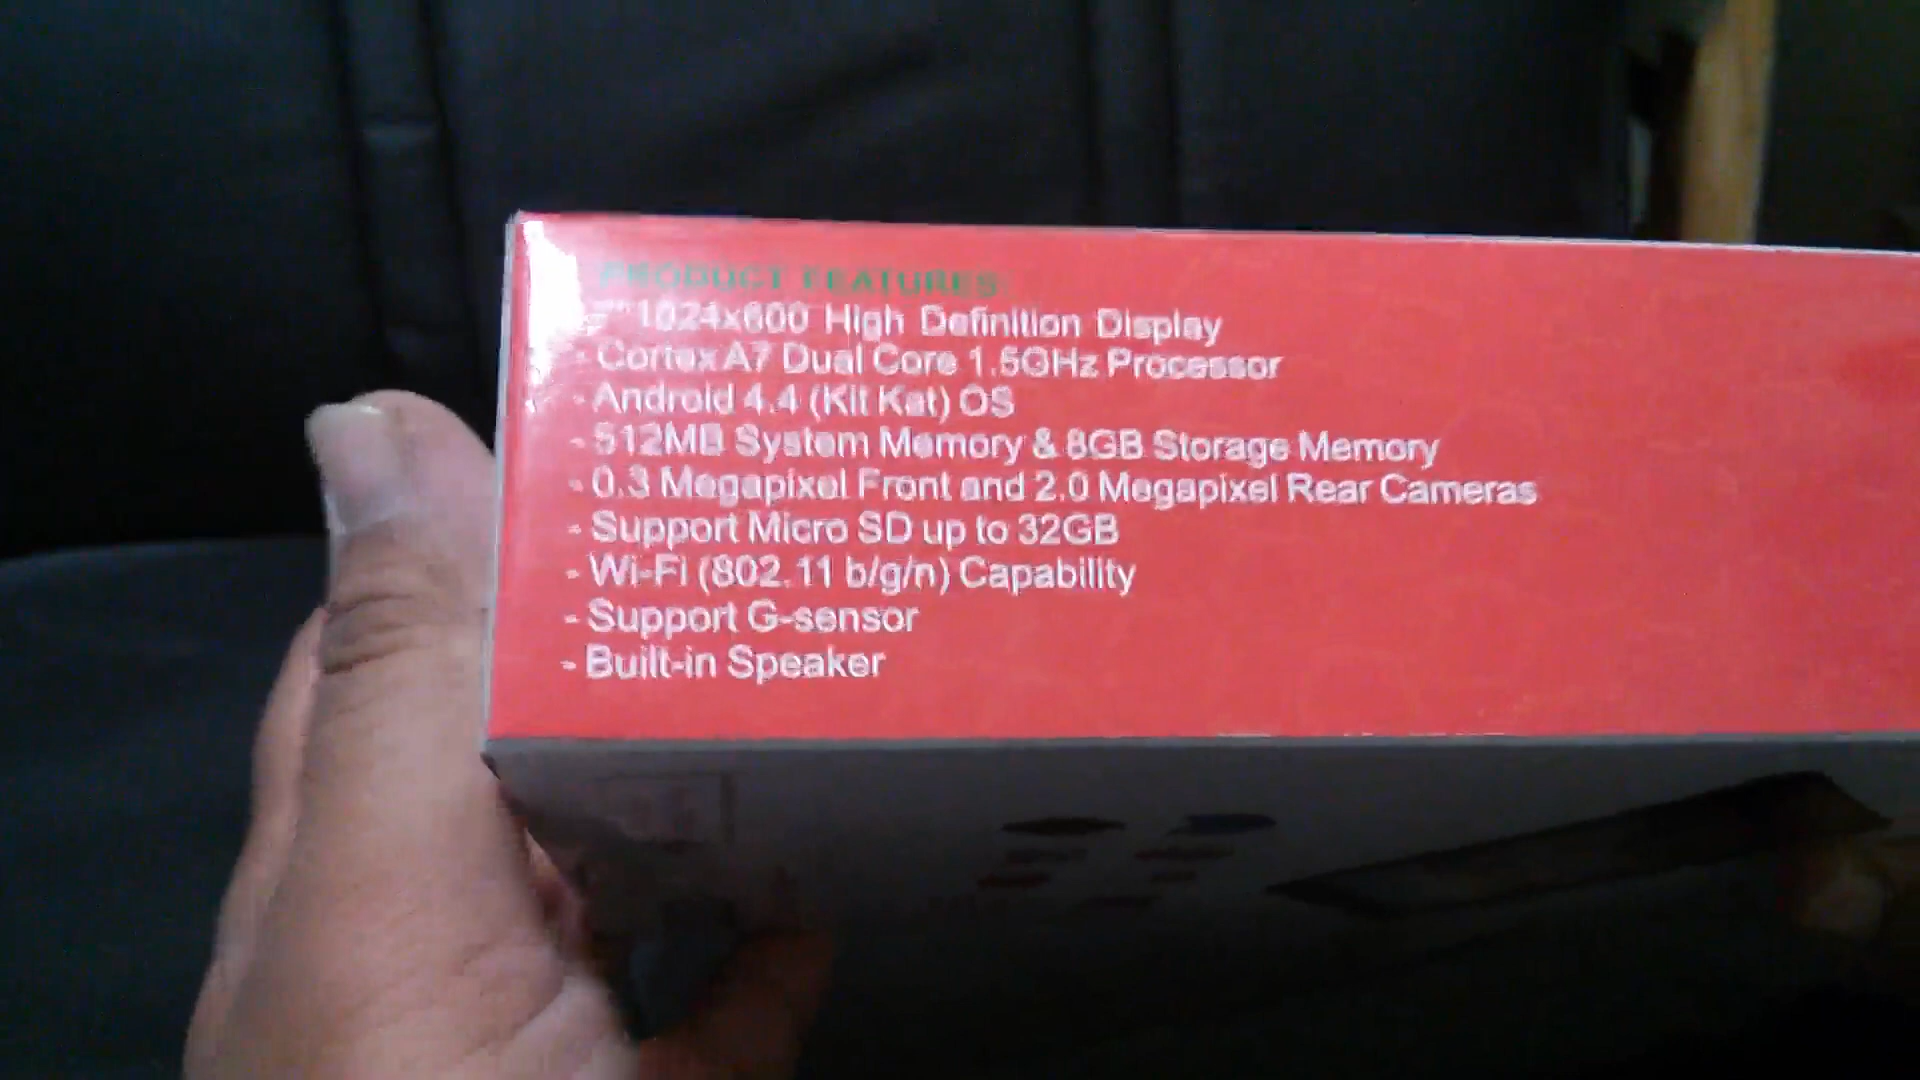 PRODUCT FEATURES:
1024x600 High Definition Display
- Cortex A7 Dual Core 1.5GHz Processor
- Android 4.4 (Kit Kat) OS
- 512MB System Memory & 8GB Storage Memory
- 0.3 Megapixel Front and 2.0 Megapixel Rear Cameras
- Support Micro SD up to 32GB
- Wi-Fi (802.11 b/g/n) Capability
- Support G-sensor
- Built-in Speaker